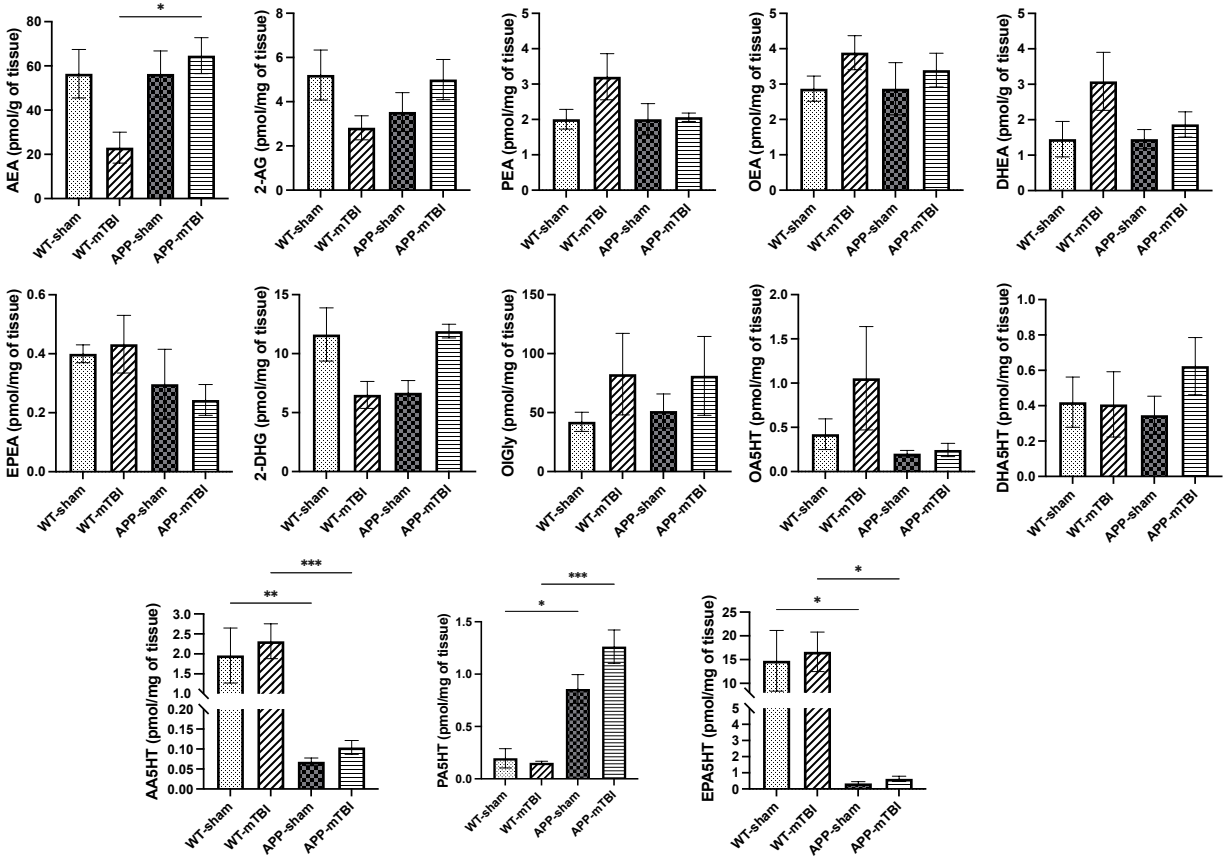 AEA (pmol/g of tissue)
80
60
40
20
0
*
WT-sham
WT-mTBI
APP-sham
APP-mTBI
2-AG (pmol/mg of tissue)
8
6
4
2
0
WT-sham
WT-mTBI
APP-sham
APP-mTBI
PEA (pmol/mg of tissue)
5
4
3
2
1
0
WT-sham
WT-mTBI
APP-sham
APP-mTBI
OEA (pmol/mg of tissue)
5
4
3
2
1
0
WT-sham
WT-mTBI
APP-sham
APP-mTBI
DHEA (pmol/g of tissue)
5
4
3
2
1
0
WT-sham
WT-mTBI
APP-sham
APP-mTBI
EPEA (pmol/mg of tissue)
0.6
0.4
0.2
0.0
WT-sham
WT-mTBI
APP-sham
APP-mTBI
2-DHG (pmol/mg of tissue)
15
10
5
0
WT-sham
WT-mTBI
APP-sham
APP-mTBI
OlGly (pmol/mg of tissue)
150
100
50
0
WT-sham
WT-mTBI
APP-sham
APP-mTBI
OA5HT (pmol/mg of tissue)
2.0
1.5
1.0
0.5
0.0
WT-sham
WT-mTBI
APP-sham
APP-mTBI
DHA5HT (pmol/mg of tissue)
1.0
0.8
0.6
0.4
0.2
0.0
WT-sham
WT-mTBI
APP-sham
APP-mTBI
AA5HT (pmol/mg of tissue)
***
**
3.0
2.5
2.0
1.5
1.0
0.20
0.15
0.10
0.05
0.00
WT-sham
WT-mTBI
APP-sham
APP-mTBI
PA5HT (pmol/mg of tissue)
***
*
1.5
1.0
0.5
0.0
WT-sham
WT-mTBI
APP-sham
APP-mTBI
EPA5HT (pmol/mg of tissue)
*
*
25
20
15
10
5
4
3
2
1
0
WT-sham
WT-mTBI
APP-sham
APP-mTBI